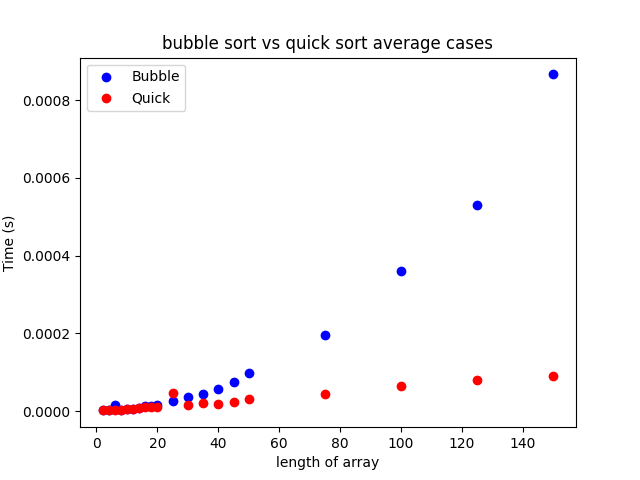 bubble sort vs quick sort average cases
Bubble
Quick
Time (s)
0.0008
0.0006
0.0004
0.0002
0.0000
0 20 40 60 80 100 120 140
length of array